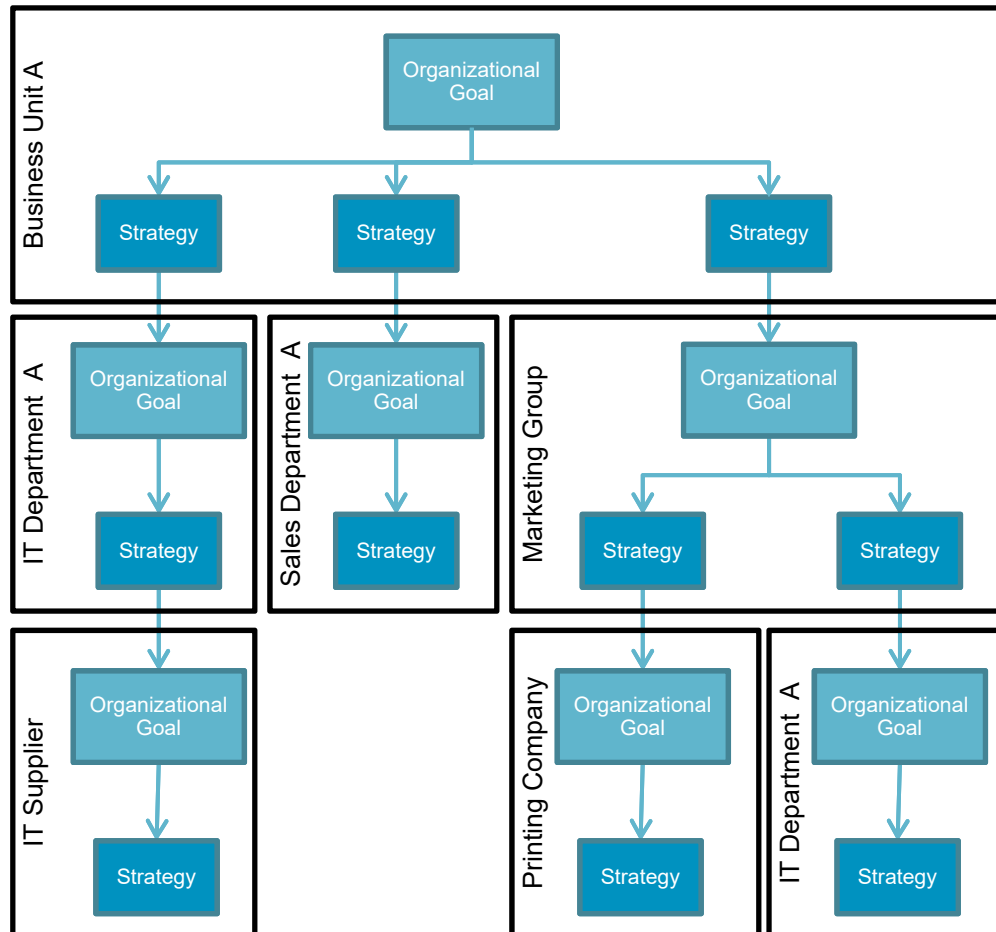 Business Unit A
Organizational
Goal
Strategy
Strategy
Strategy
IT Department  A
Organizational
Goal
Strategy
Sales Department  A
Organizational
Goal
Strategy
Marketing Group
Organizational
Goal
Strategy
Strategy
IT Supplier
Organizational
Goal
Strategy
Printing Company
Organizational
Goal
Strategy
IT Department  A
Organizational
Goal
Strategy